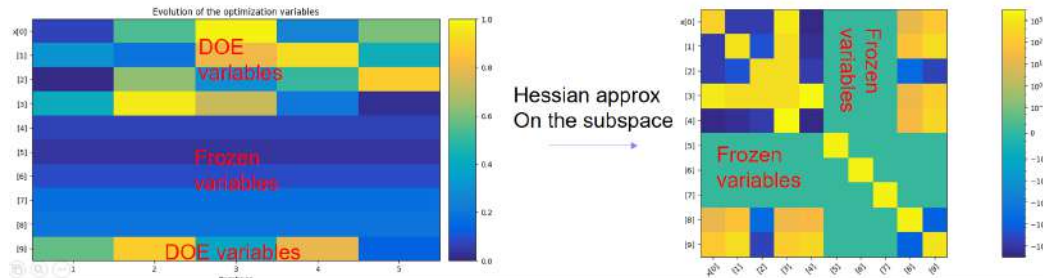 Evolution of the optimization variables
x[0]
[1]
[2]
[3]
[4]
[5]
[6]
[7]
[8]
[9]
DOE
variables
Frozen
variables
DOE variables
1
2
3
4
5
1.0
0.8
0.6
0.4
0.2
0.0
Hessian approx
On the subspace
x[0]
[1]
[2]
[3]
[4]
[5]
[6]
[7]
[8]
[9]
Frozen
variables
Frozen
variables
x[0]
[1]
[2]
[3]
[4]
[5]
[6]
[7]
[8]
[9]
0